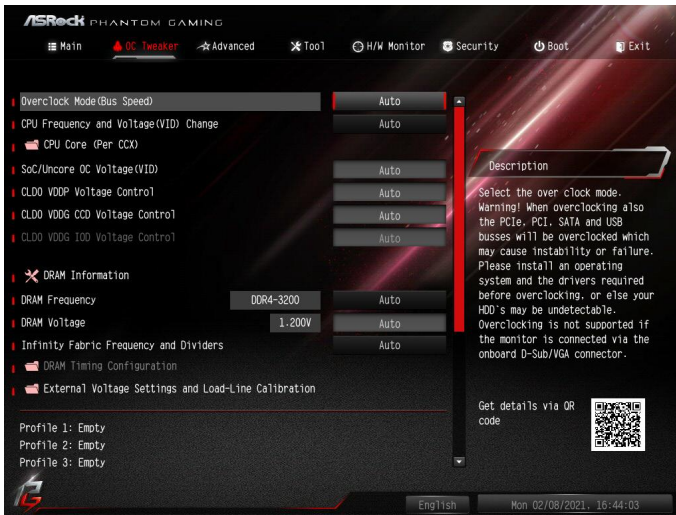 ASRock PHANTOM GAMING
Main OC Tweaker Advanced Tool H/W Monitor Security Boot Exit
Overclock Mode(Bus Speed) Auto
CPU Frequency and Voltage(VID) Change Auto
CPU Core (Per CCX)
SoC/Uncore OC Voltage(VID) Auto
CLDO VDDP Voltage Control Auto
CLDO VDDG CCD Voltage Control Auto
CLDO VDDG IOD Voltage Control Auto
DRAM Information
DRAM Frequency DDR4-3200 Auto
DRAM Voltage 1.200V Auto
Infinity Fabric Frequency and Dividers Auto
DRAM Timing Configuration
External Voltage Settings and Load-Line Calibration
Profile 1: Empty
Profile 2: Empty
Profile 3: Empty
Description
Select the over clock mode.
Warning! When overclocking also
the PCIe, PCI, SATA and USB
busses will be overclocked which
may cause instability or failure.
Please install an operating
system and the drivers required
before overclocking, or else your
HDD`s may be undetectable.
Overclocking is not supported if
the monitor is connected via the
onboard D-Sub/VGA connector.
Get details via QR
code
English Mon 02/08/2021, 16:44:03